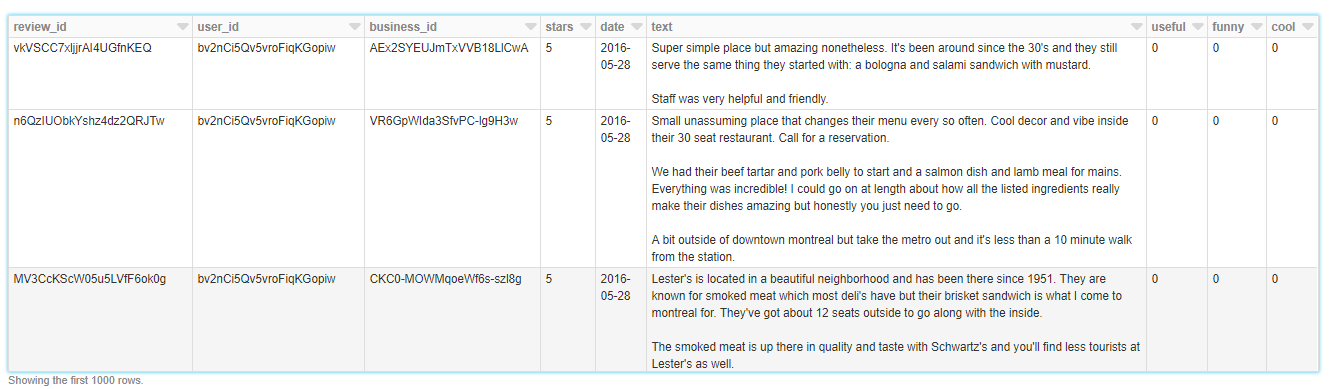 review_id user_id business_id stars date text useful funny cool
vkVSCC7xljjrAI4UGfnKEQ bv2nCi5Qv5vroFiqKGopiw AEx2SYEUJmTxVVB18LlCwA 5 2016-05-28 Super simple place but amazing nonetheless. It's been around since the 30's and they still 0 0 0
serve the same thing they started with: a bologna and salami sandwich with mustard.
Staff was very helpful and friendly.
n6QzIUObkYshz4dz2QRJTw bv2nCi5Qv5vroFiqKGopiw VR6GpWIda3SfvPC-lg9H3w 5 2016-05-28 Small unassuming place that changes their menu every so often. Cool decor and vibe inside 0 0 0
their 30 seat restaurant. Call for a reservation.
We had their beef tartar and pork belly to start and a salmon dish and lamb meal for mains.
Everything was incredible! I could go on at length about how all the listed ingredients really
make their dishes amazing but honestly you just need to go.
A bit outside of downtown montreal but take the metro out and it's less than a 10 minute walk
from the station.
MV3CcKScW05u5LVfF6ok0g bv2nCi5Qv5vroFiqKGopiw CKC0-MOWMqoeWf6s-szl8g 5 2016-05-28 Lester's is located in a beautiful neighborhood and has been there since 1951. They are 0 0 0
known for smoked meat which most deli's have but their brisket sandwich is what I come to
montreal for. They've got about 12 seats outside to go along with the inside.
The smoked meat is up there in quality and taste with Schwartz's and you'll find less tourists at
Lester's as well.
Showing the first 1000 rows.